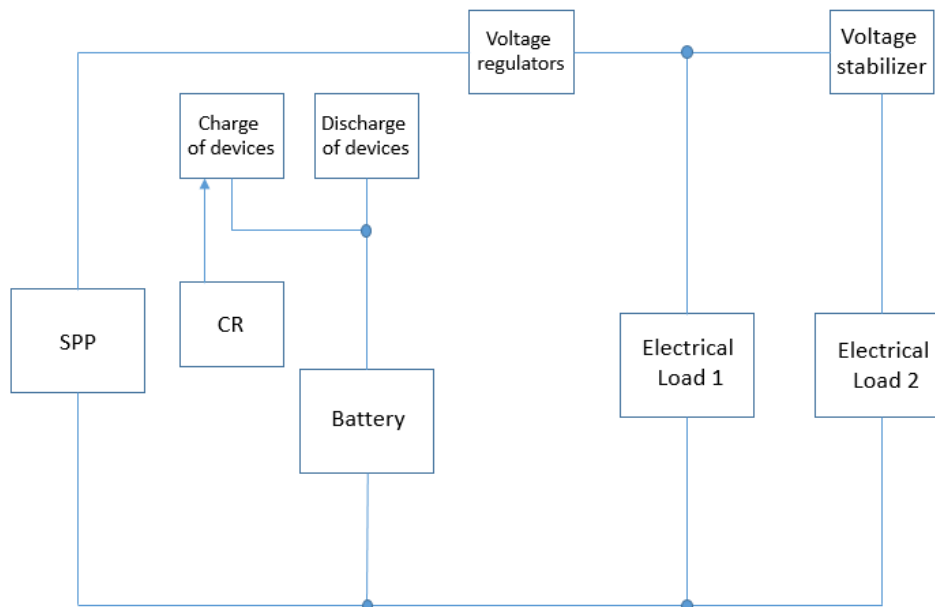 Voltage
regulators
Voltage
stabilizer
Charge
of devices
Discharge
of devices
SPP
CR
Electrical
Load 1
Electrical
Load 2
Battery